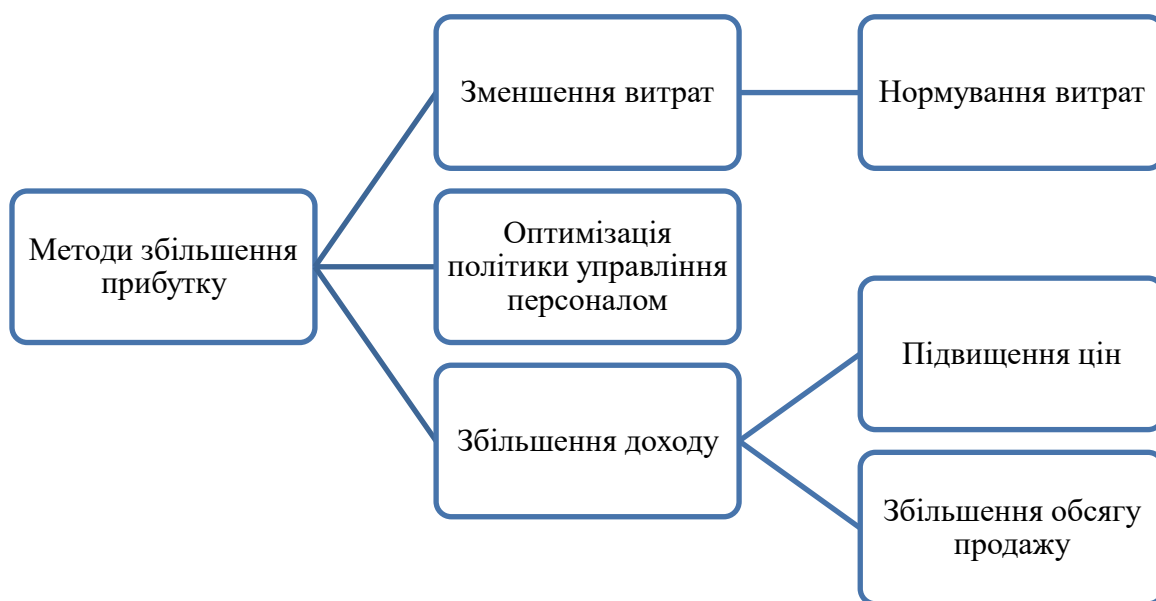 Зменшення витрат
Нормування витрат
Методи збільшення
прибутку
Оптимізація
політики управління
персоналом
Підвищення цін
Збільшення доходу
Збільшення обсягу
продажу